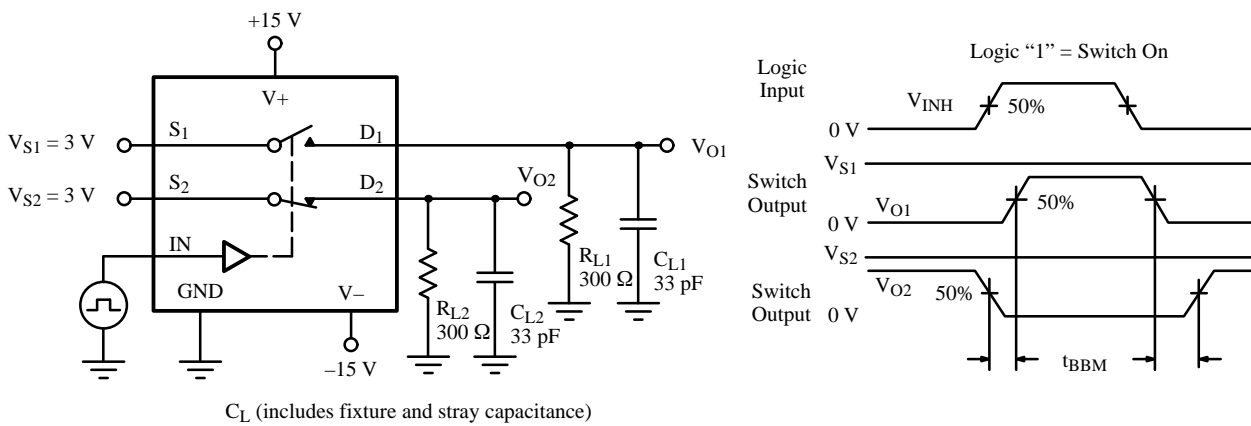 +15 V
V+
V_S1 = 3 V
S_1
D_1
V_O1
V_S2 = 3 V
S_2
D_2
V_O2
IN
GND
V–
R_L1
300 Ω
C_L1
33 pF
R_L2
300 Ω
C_L2
33 pF
–15 V
C_L (includes fixture and stray capacitance)
Logic “1” = Switch On
Logic
Input
V_INH
50%
0 V
V_S1
Switch
Output
V_O1
50%
0 V
V_S2
V_O2
50%
Switch
Output
0 V
t_BBM